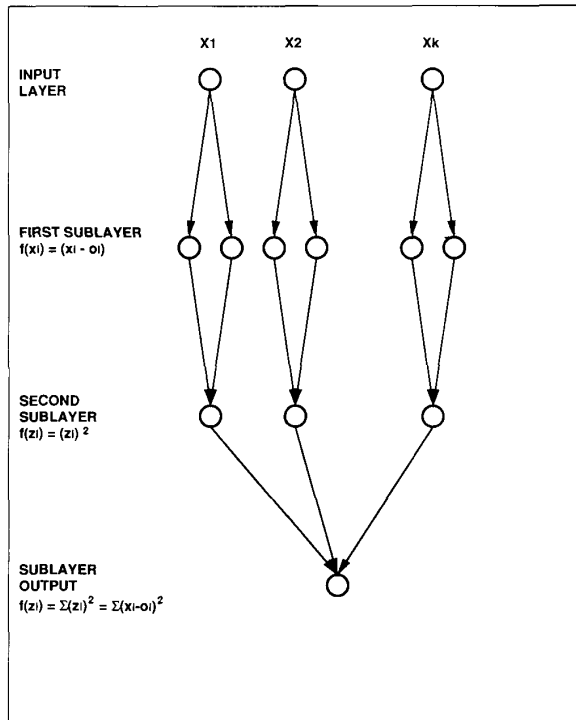 X1 X2 Xk
INPUT
LAYER
FIRST SUBLAYER
f(xi) = (xi - oi)
SECOND
SUBLAYER
f(zi) = (zi) ²
SUBLAYER
OUTPUT
f(zi) = Σ(zi)² = Σ(xi-oi)²